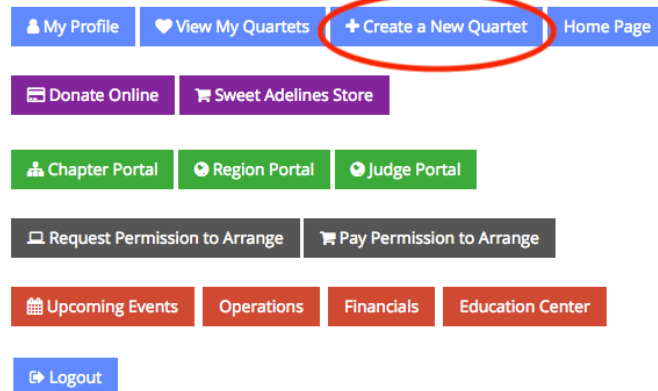 My Profile View My Quartets + Create a New Quartet Home Page
Donate Online Sweet Adelines Store
Chapter Portal Region Portal Judge Portal
Request Permission to Arrange Pay Permission to Arrange
Upcoming Events Operations Financials Education Center
Logout